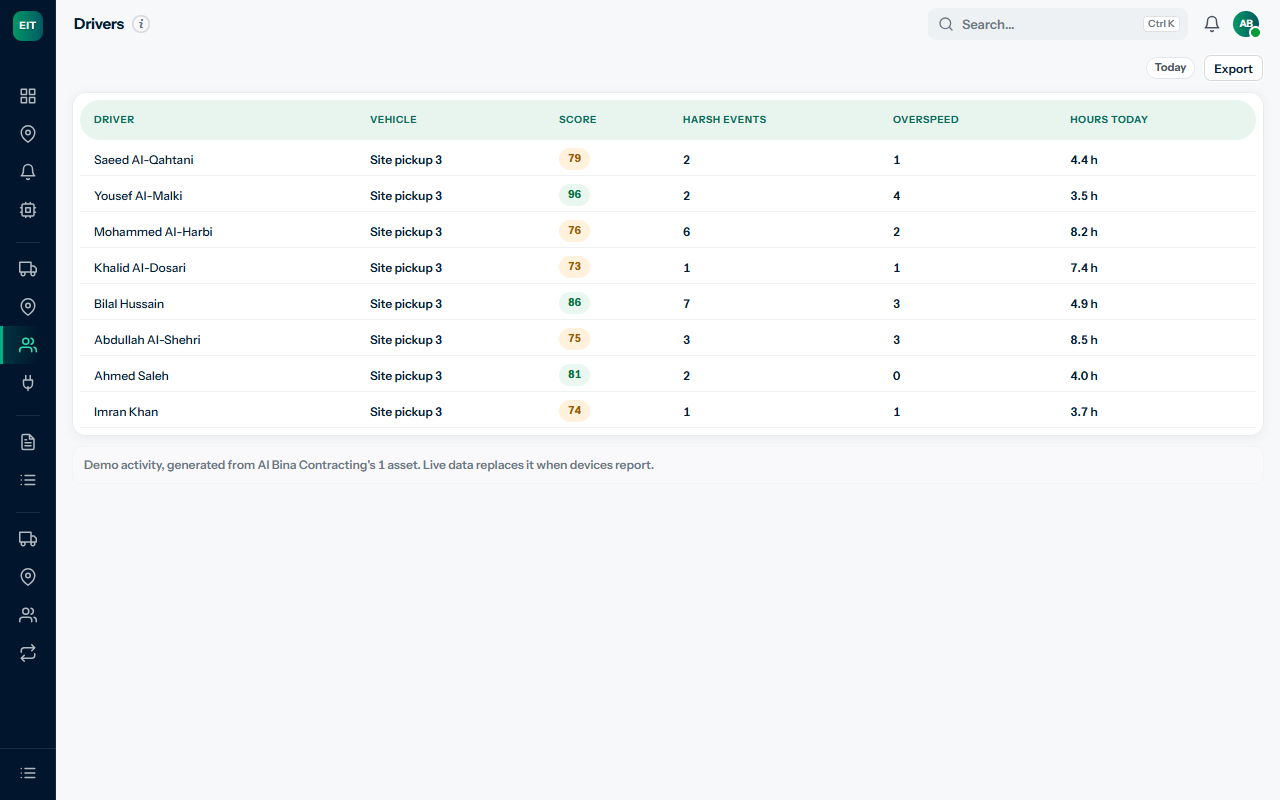 EIT
Drivers i
Search... Ctrl K
AB
Today Export
DRIVER VEHICLE SCORE HARSH EVENTS OVERSPEED HOURS TODAY
Saeed Al-Qahtani Site pickup 3 79 2 1 4.4 h
Yousef Al-Malki Site pickup 3 96 2 4 3.5 h
Mohammed Al-Harbi Site pickup 3 76 6 2 8.2 h
Khalid Al-Dosari Site pickup 3 73 1 1 7.4 h
Bilal Hussain Site pickup 3 86 7 3 4.9 h
Abdullah Al-Shehri Site pickup 3 75 3 3 8.5 h
Ahmed Saleh Site pickup 3 81 2 0 4.0 h
Imran Khan Site pickup 3 74 1 1 3.7 h
Demo activity, generated from Al Bina Contracting's 1 asset. Live data replaces it when devices report.